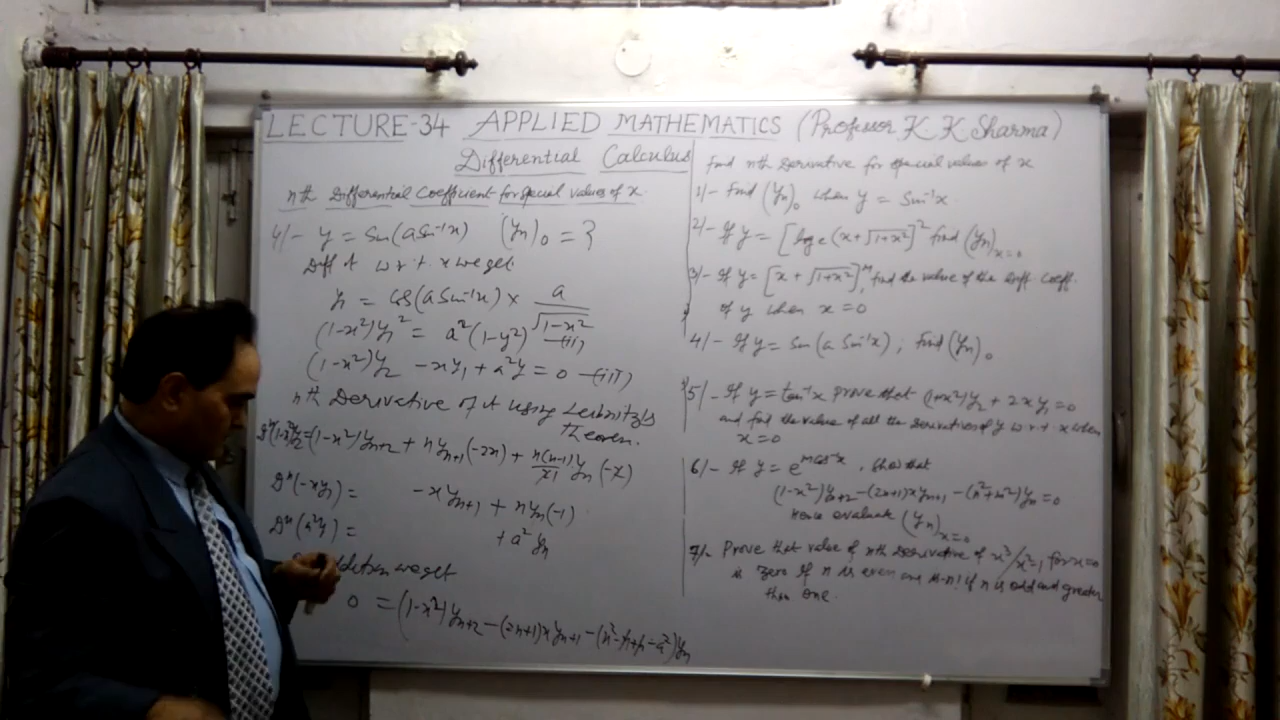 LECTURE-34 APPLIED MATHEMATICS (Professor K K Sharma)
Differential Calculus
nth Differential Coefficient for special values of x.
4/- y = Sin(a Sin⁻¹x) (yₙ)₀ = ?
Diff it w.r.t. x we get
y₁ = Cos(a Sin⁻¹x) × a/√(1-x²)
(1-x²)y₁² = a²(1-y²) —(ii)
(1-x²)y₂ - xy₁ + a²y = 0 —(iii)
nth Derivative of it using Leibnitz's
theorem.
Dⁿ(1-x²)y₂ = (1-x²)yₙ₊₂ + nyₙ₊₁(-2x) + n(n-1)/2! yₙ(-2)
Dⁿ(-xy₁) = -xyₙ₊₁ + nyₙ(-1)
Dⁿ(a²y) = + a²yₙ
addition we get
0 = (1-x²)yₙ₊₂ - (2n+1)xyₙ₊₁ - (n²-n+n-a²)yₙ
Find nth Derivative for special values of x
1/- Find (yₙ)₀ when y = Sin⁻¹x.
2/- If y = [log e (x+√(1+x²)]² find (yₙ)ₓ₌₀
3/- If y = [x + √(1+x²)]ᵐ, find the value of the Diff. Coeff.
of y when x = 0
4/- If y = Sin (a Sin⁻¹x), find (yₙ)₀
5/- If y = tan⁻¹x prove that (1+x²)y₂ + 2xy₁ = 0
and find the value of all the derivatives of y w.r.t. x when
x = 0
6/- If y = e^(m cos⁻¹x), show that
(1-x²)yₙ₊₂ - (2n+1)xyₙ₊₁ - (n²+m²)yₙ = 0
Hence evaluate (yₙ)ₓ₌₀
7/- Prove that value of nth Derivative of x³/x²-1, for x=0
is zero if n is even and is -n! if n is odd and greater
than one.